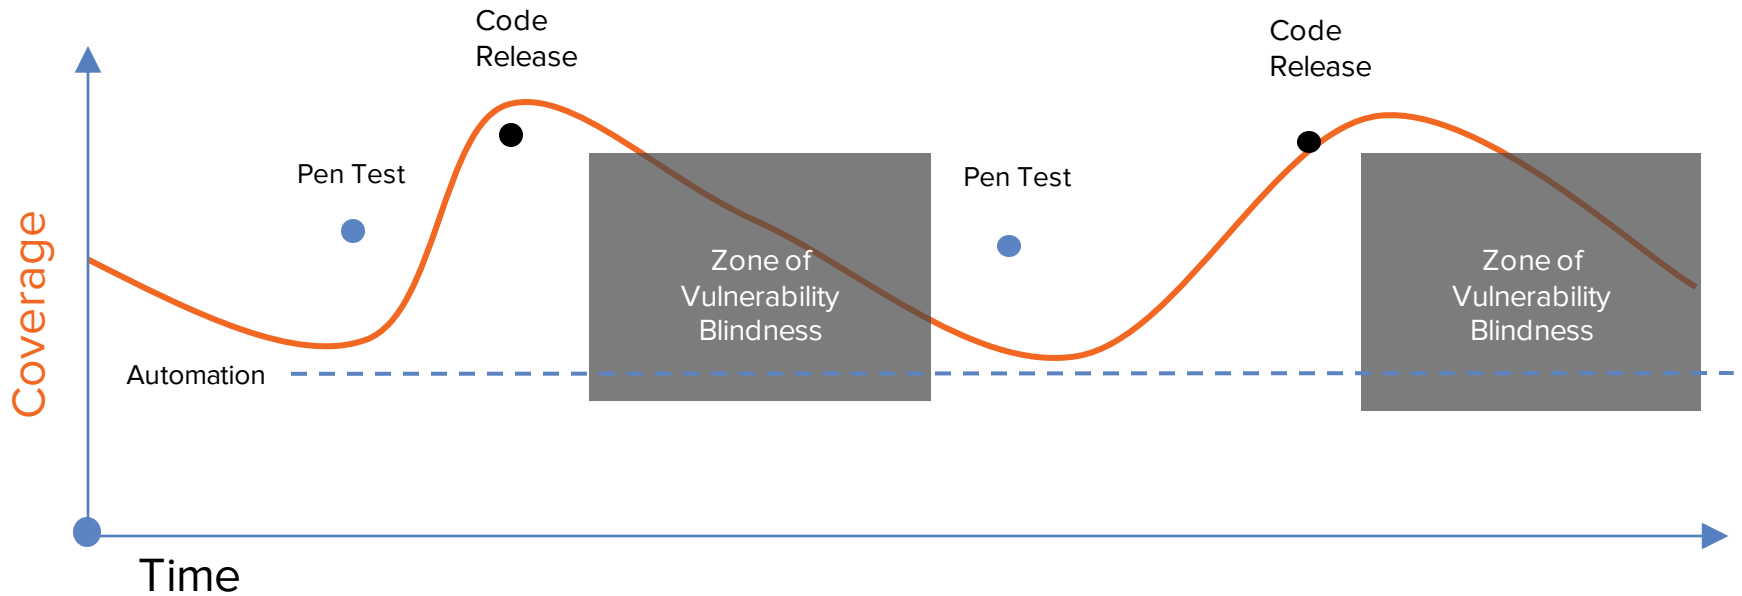 Code
Release
Code
Release
Pen Test
Pen Test
Coverage
Zone of
Vulnerability
Blindness
Zone of
Vulnerability
Blindness
Automation
Time